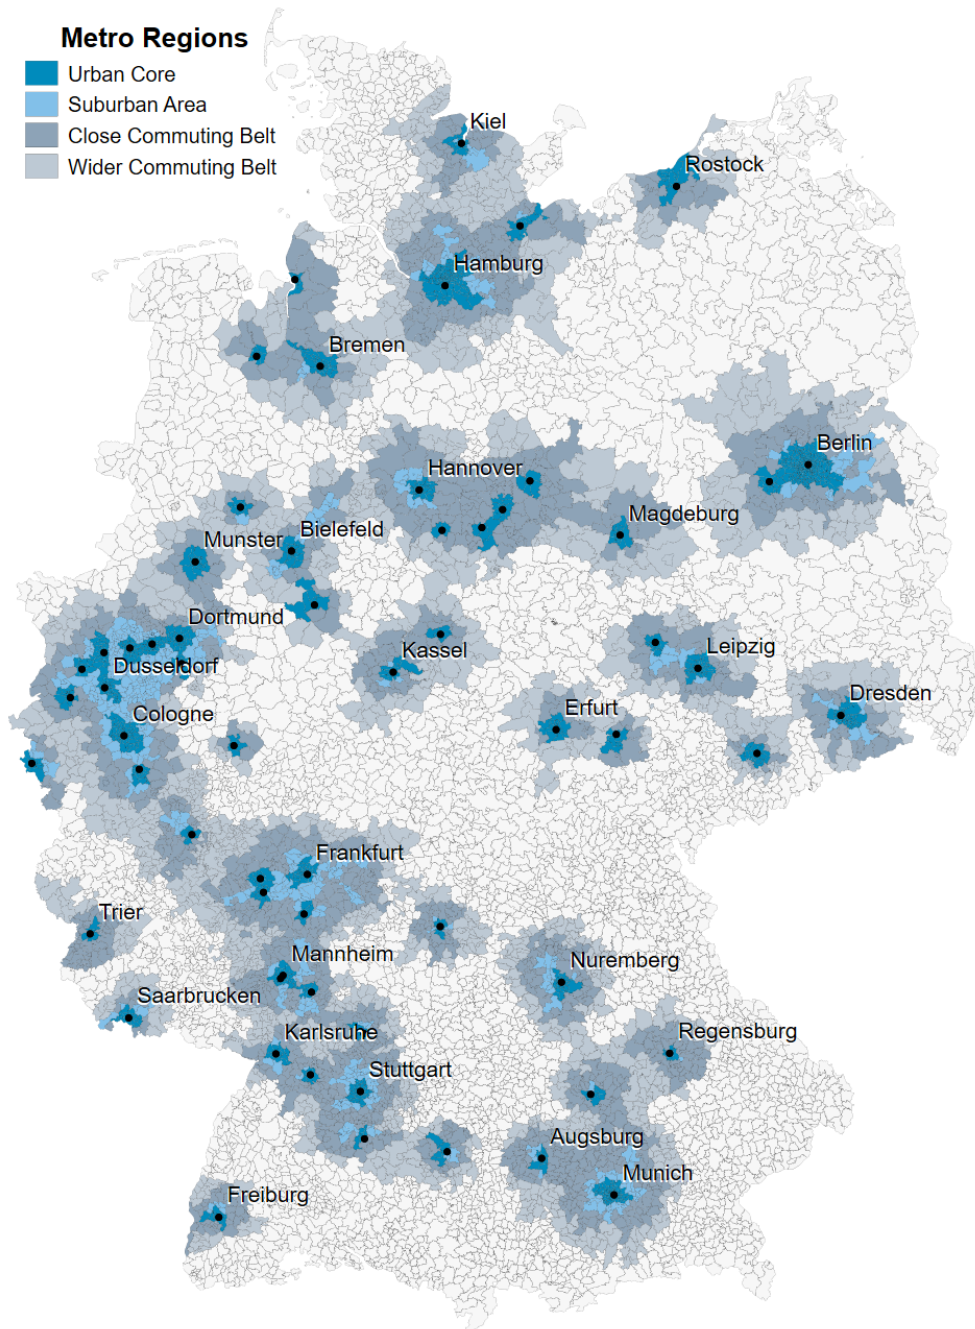 Metro Regions
Urban Core
Suburban Area
Close Commuting Belt
Wider Commuting Belt
Kiel
Rostock
Hamburg
Bremen
Berlin
Hannover
Magdeburg
Bielefeld
Munster
Dortmund
Kassel
Leipzig
Dusseldorf
Dresden
Erfurt
Cologne
Frankfurt
Trier
Mannheim
Nuremberg
Saarbrucken
Karlsruhe
Regensburg
Stuttgart
Augsburg
Munich
Freiburg